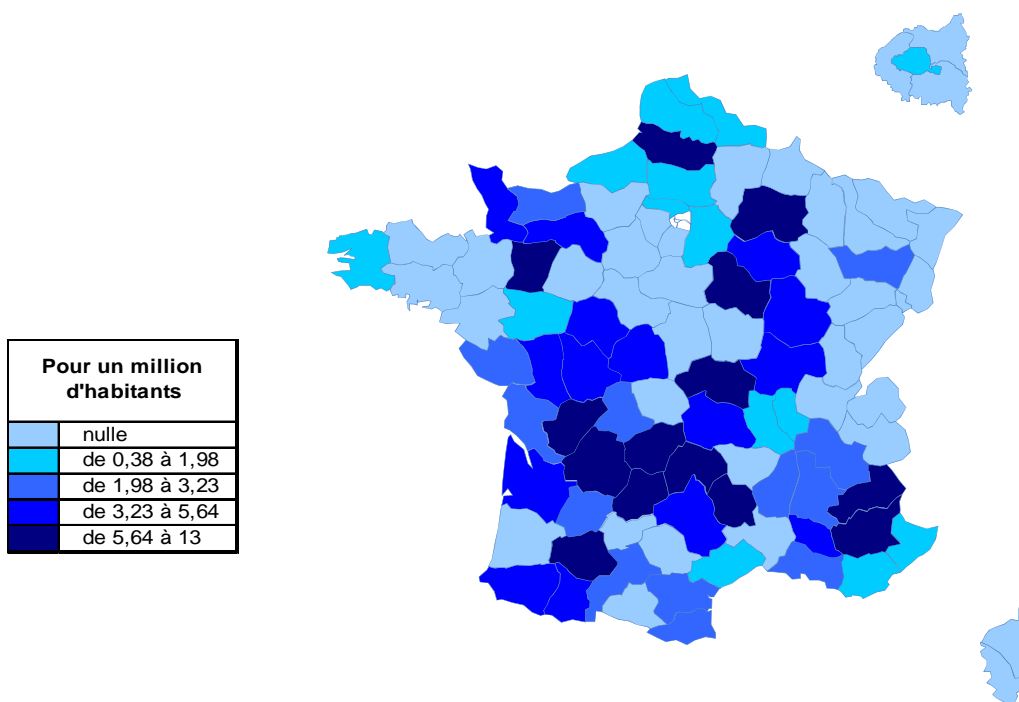 Pour un million
d'habitants
nulle
de 0,38 à 1,98
de 1,98 à 3,23
de 3,23 à 5,64
de 5,64 à 13